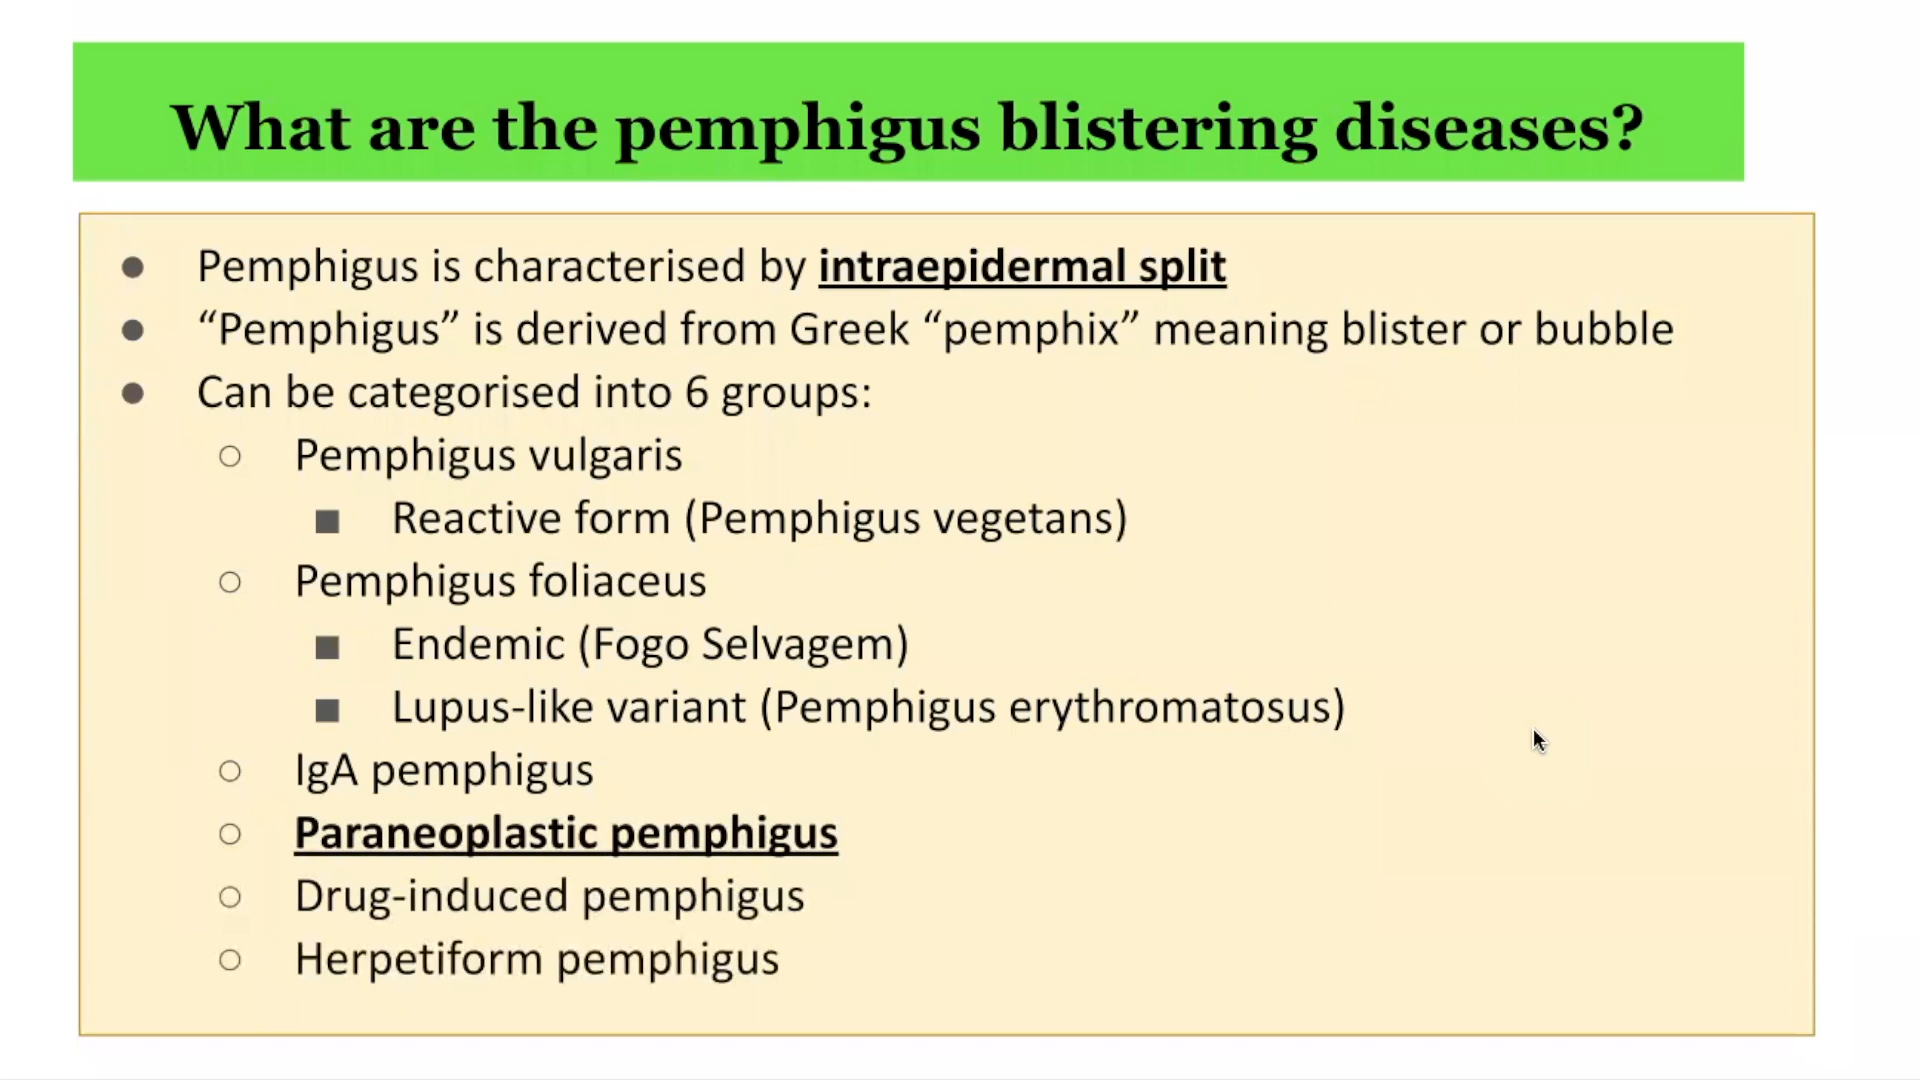 What are the pemphigus blistering diseases?
● Pemphigus is characterised by intraepidermal split
● “Pemphigus” is derived from Greek “pemphix” meaning blister or bubble
● Can be categorised into 6 groups:
○ Pemphigus vulgaris
■ Reactive form (Pemphigus vegetans)
○ Pemphigus foliaceus
■ Endemic (Fogo Selvagem)
■ Lupus-like variant (Pemphigus erythromatosus)
○ IgA pemphigus
○ Paraneoplastic pemphigus
○ Drug-induced pemphigus
○ Herpetiform pemphigus